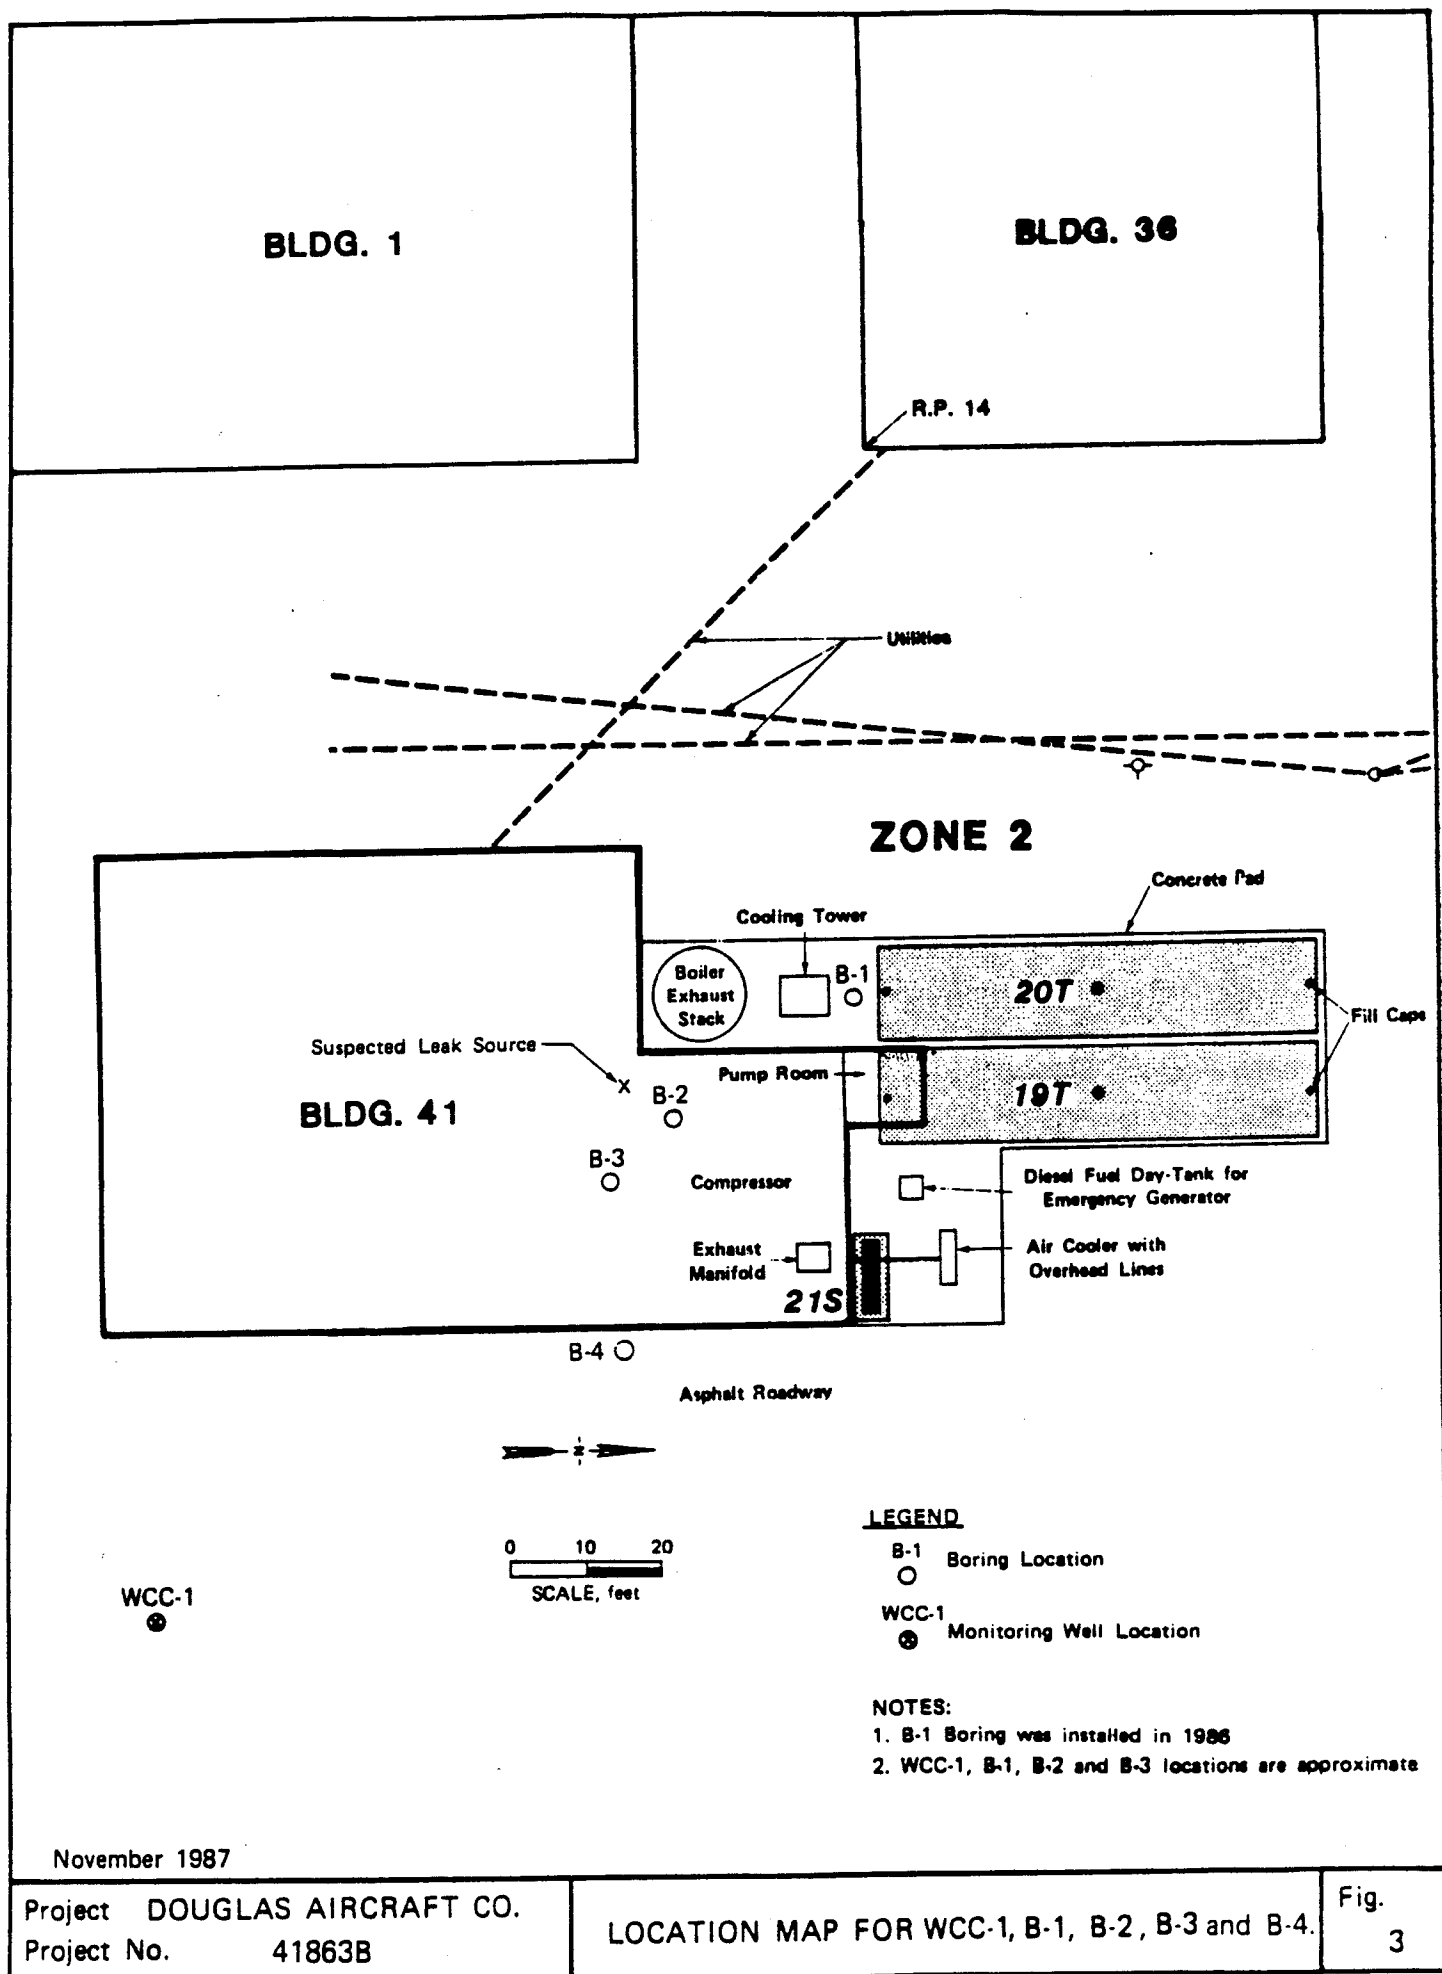 BLDG. 1
BLDG. 36
R.P. 14
Utilities
ZONE 2
Concrete Pad
Cooling Tower
B-1
Boiler
Exhaust
Stack
20T
Fill Caps
Suspected Leak Source
X
Pump Room
19T
B-2
BLDG. 41
B-3
Compressor
Diesel Fuel Day-Tank for
Emergency Generator
Exhaust
Manifold
Air Cooler with
Overhead Lines
21S
B-4
Asphalt Roadway
z
0 10 20
SCALE, feet
WCC-1
LEGEND
B-1
Boring Location
WCC-1
Monitoring Well Location
NOTES:
1. B-1 Boring was installed in 1986
2. WCC-1, B-1, B-2 and B-3 locations are approximate
November 1987
Project DOUGLAS AIRCRAFT CO.
Project No. 41863B
LOCATION MAP FOR WCC-1, B-1, B-2, B-3 and B-4.
Fig.
3